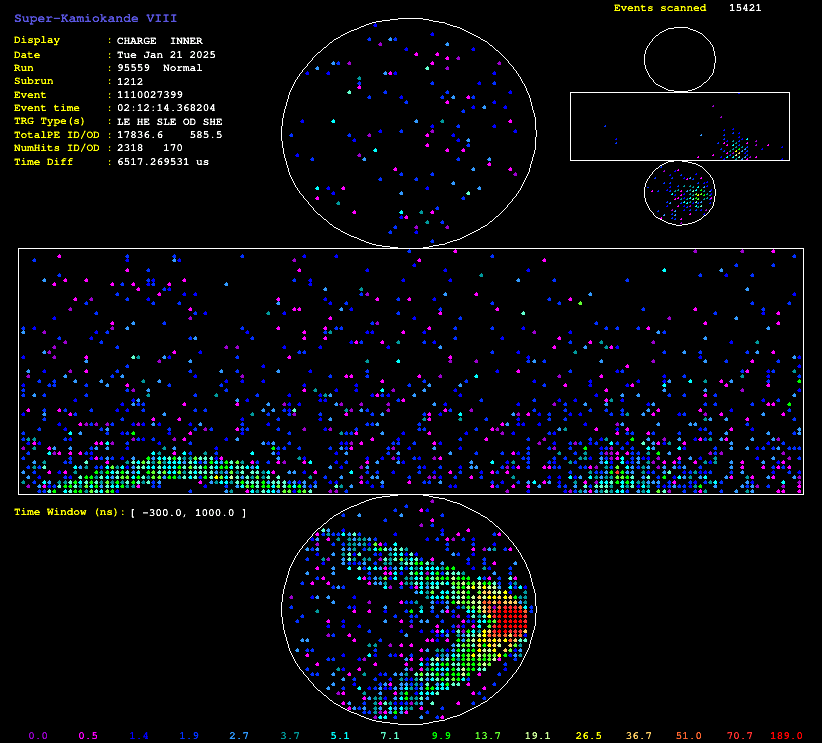 Super-Kamiokande VIII
Events scanned 15421
Display : CHARGE INNER
Date : Tue Jan 21 2025
Run : 95559 Normal
Subrun : 1212
Event : 1110027399
Event time : 02:12:14.368204
TRG Type(s) : LE HE SLE OD SHE
TotalPE ID/OD : 17836.6 585.5
NumHits ID/OD : 2318 170
Time Diff : 6517.269531 us
Time Window (ns): [ -300.0, 1000.0 ]
0.0 0.5 1.4 1.9 2.7 3.7 5.1 7.1 9.9 13.7 19.1 26.5 36.7 51.0 70.7 189.0